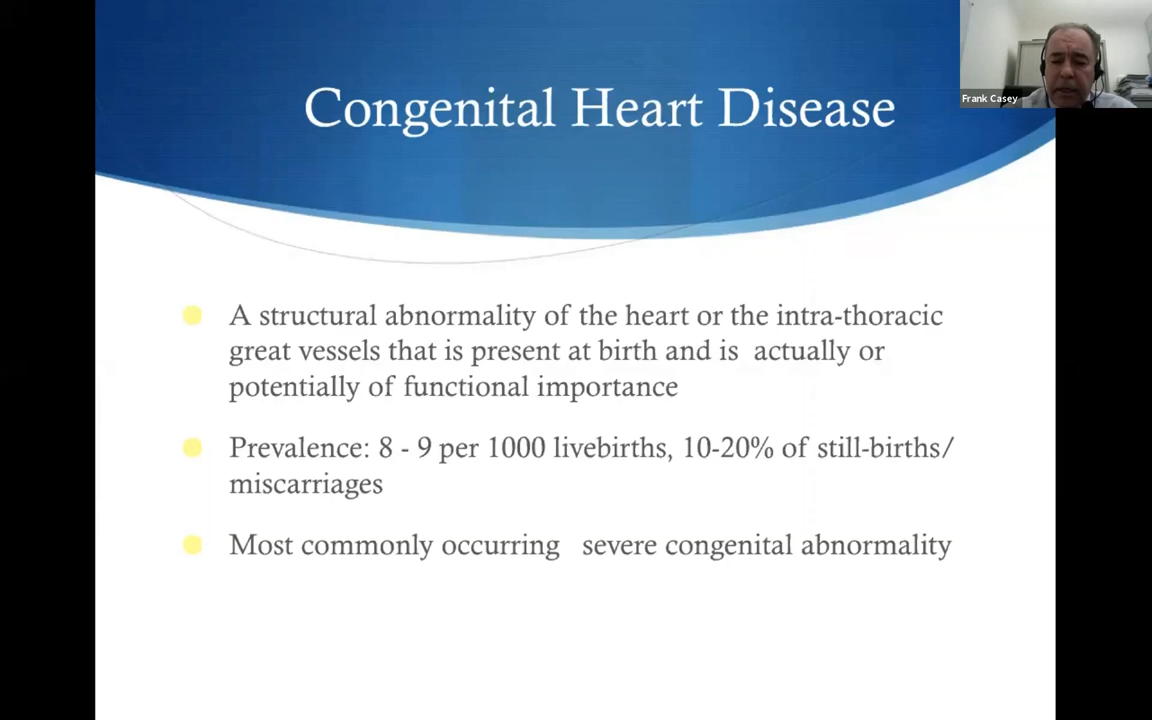 Congenital Heart Disease
Frank Casey
A structural abnormality of the heart or the intra-thoracic
great vessels that is present at birth and is actually or
potentially of functional importance
Prevalence: 8 - 9 per 1000 livebirths, 10-20% of still-births/
miscarriages
Most commonly occurring severe congenital abnormality